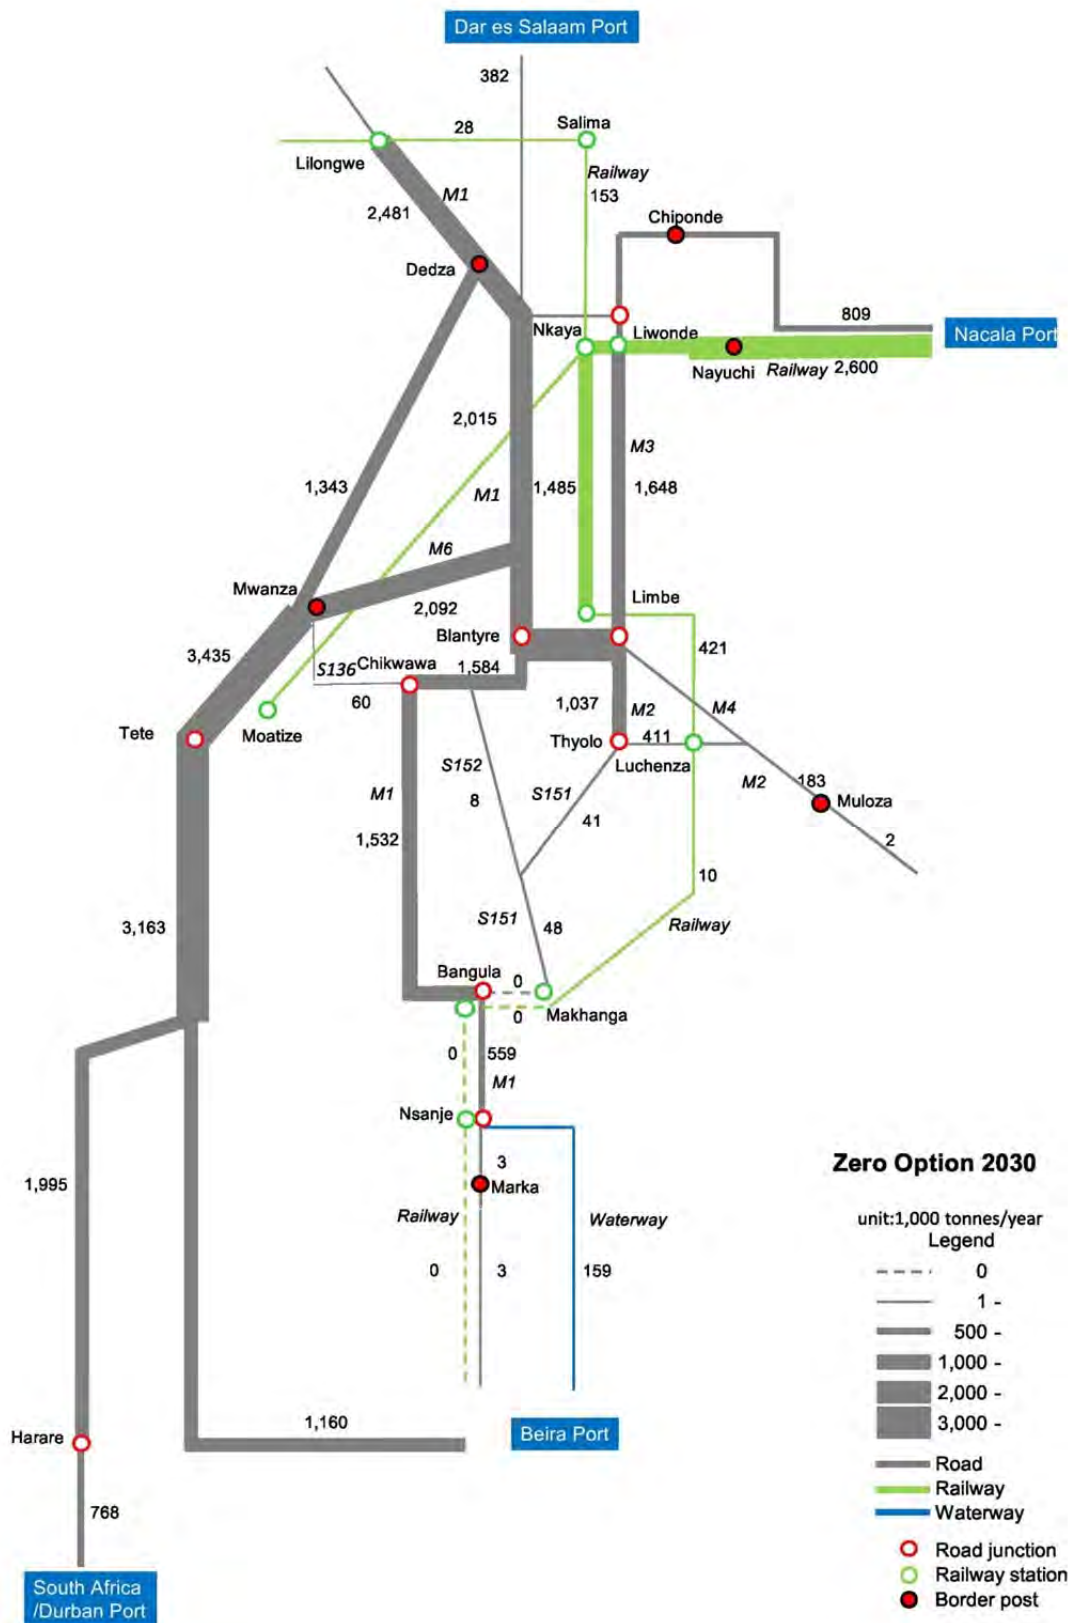 Dar es Salaam Port
382
28
Salima
Lilongwe
M1
Railway
2,481
153
Chiponde
Dedza
809
Nkaya
Liwonde
Nacala Port
Nayuchi
Railway
2,600
2,015
M3
1,343
M1
1,485
1,648
M6
Mwanza
2,092
Limbe
Blantyre
421
3,435
S136
Chikwawa
1,584
60
1,037
M2
M4
Tete
Moatize
Thyolo
411
Luchenza
S152
M2
183
M1
8
S151
Muloza
1,532
41
2
10
3,163
S151
48
Railway
Bangula
0
0
Makhanga
0
559
M1
Nsanje
3
Marka
1,995
Railway
Waterway
0
3
159
1,160
Harare
Beira Port
768
South Africa
/Durban Port
Zero Option 2030
unit:1,000 tonnes/year
Legend
0
1 -
500 -
1,000 -
2,000 -
3,000 -
Road
Railway
Waterway
Road junction
Railway station
Border post